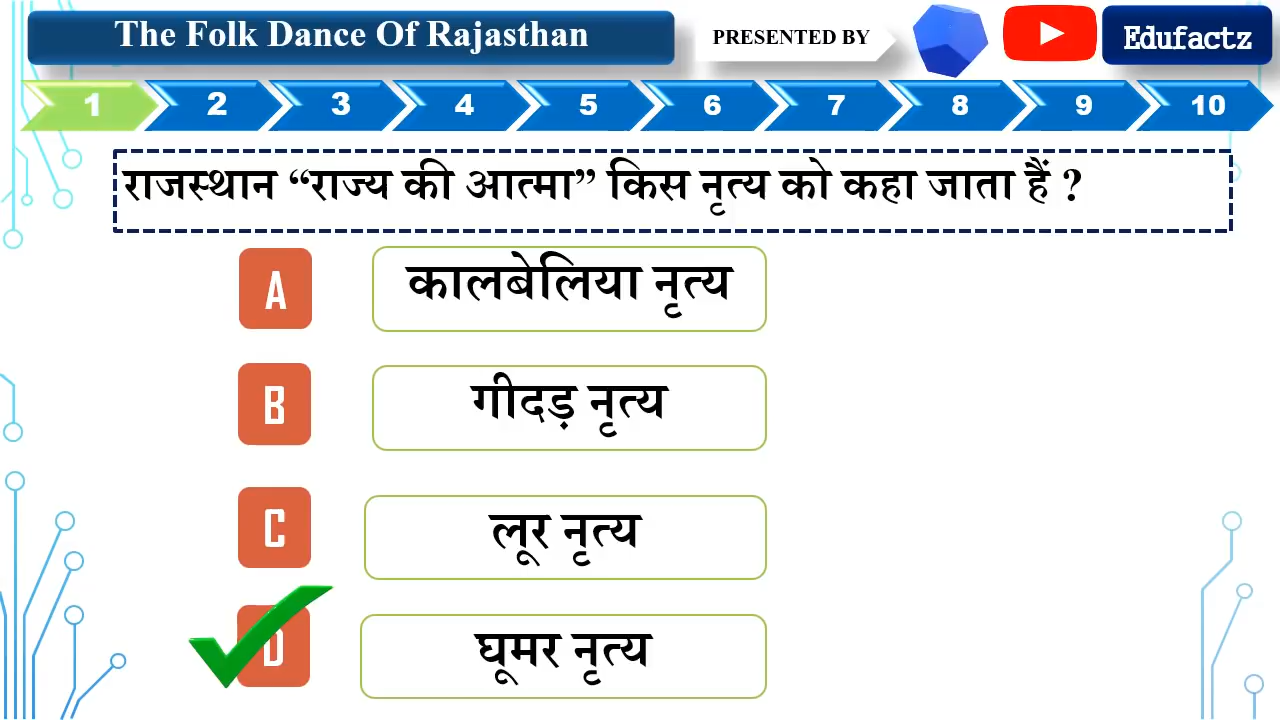 The Folk Dance Of Rajasthan
PRESENTED BY
Edufactz
1 2 3 4 5 6 7 8 9 10
राजस्थान “राज्य की आत्मा” किस नृत्य को कहा जाता हैं ?
A कालबेलिया नृत्य
B गीदड़ नृत्य
C लूर नृत्य
D घूमर नृत्य